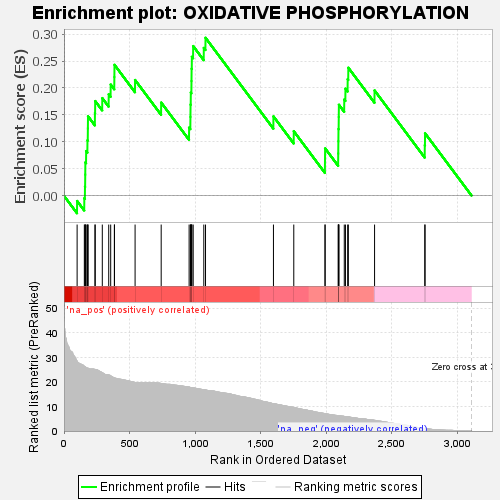 Enrichment plot: OXIDATIVE PHOSPHORYLATION
Enrichment score (ES)
0.30
0.25
0.20
0.15
0.10
0.05
0.00
'na_pos' (positively correlated)
Ranked list metric (PreRanked)
50
40
30
20
10
0
Zero cross at
'na_neg' (negatively correlated)
0
500
1,000
1,500
2,000
2,500
3,000
Rank in Ordered Dataset
Enrichment profile
Hits
Ranking metric scores